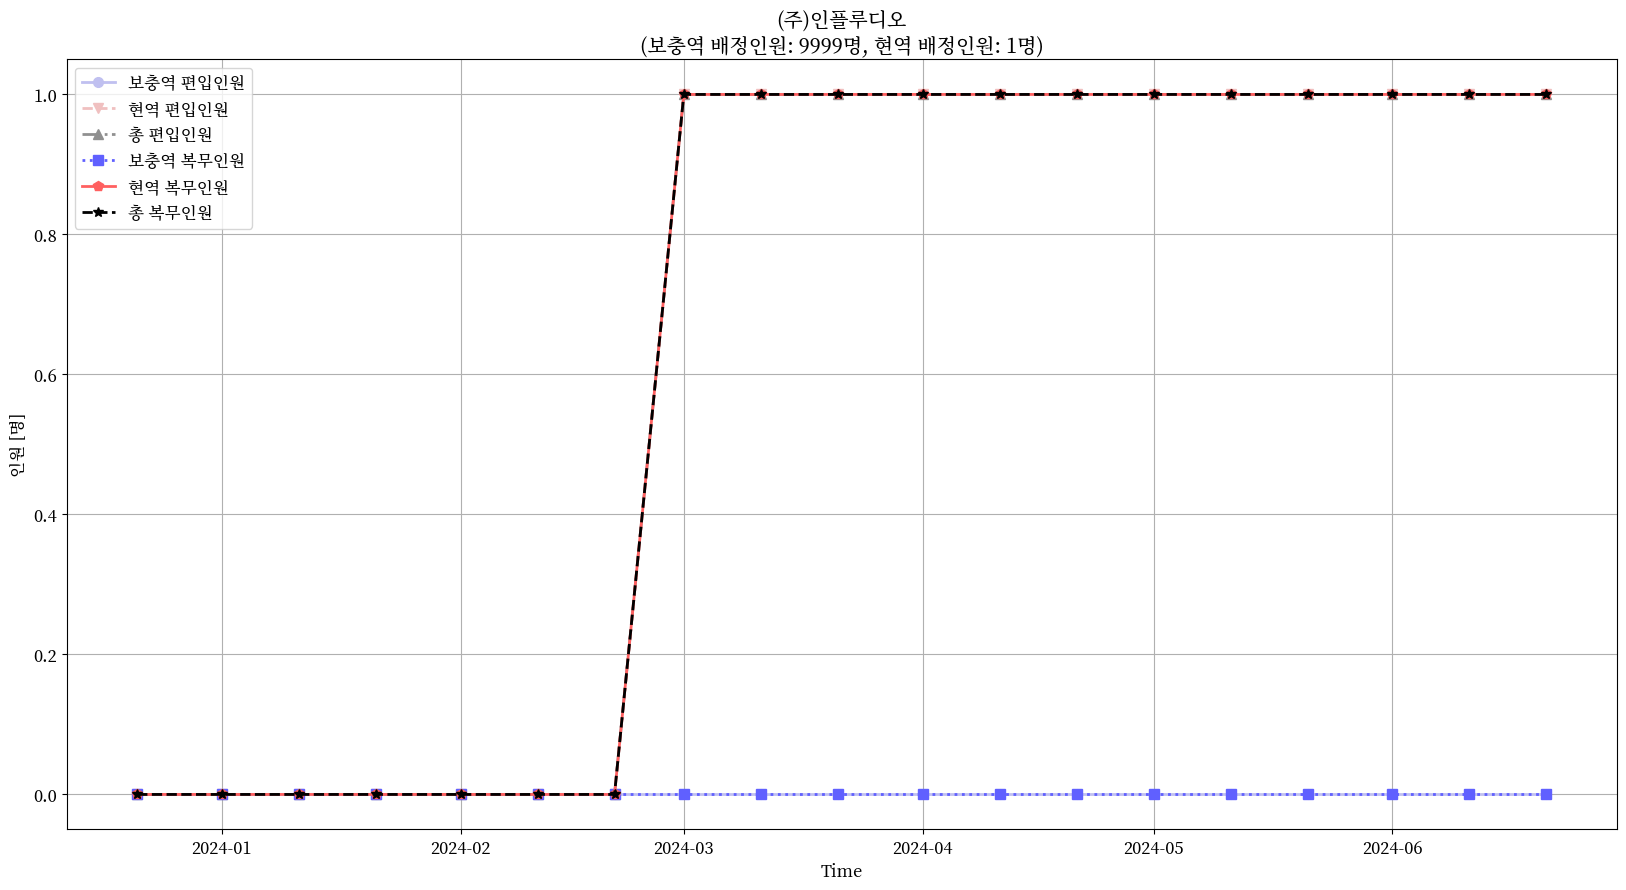 (주)인플루디오
(보충역 배정인원: 9999명, 현역 배정인원: 1명)
보충역 편입인원
현역 편입인원
총 편입인원
보충역 복무인원
현역 복무인원
총 복무인원
1.0
0.8
0.6
0.4
0.2
0.0
인원 [명]
2024-01
2024-02
2024-03
2024-04
2024-05
2024-06
Time